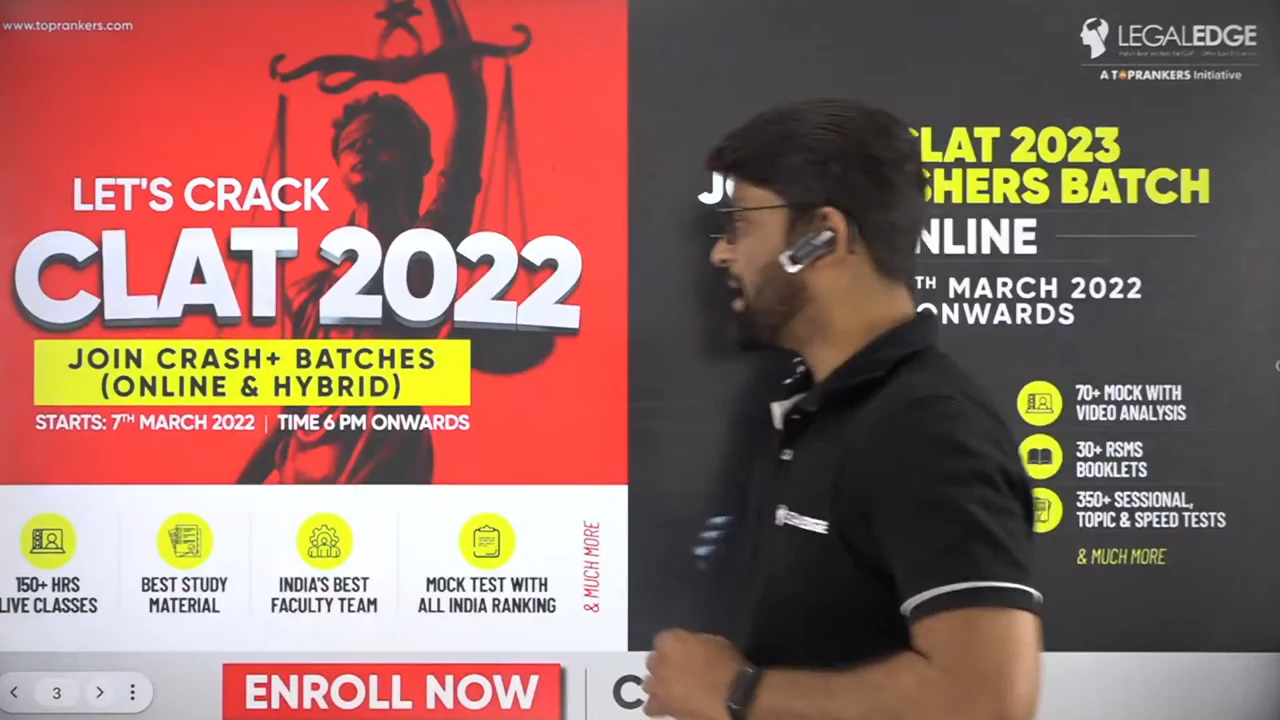 www.toprankers.com
LET'S CRACK
CLAT 2022
JOIN CRASH+ BATCHES
(ONLINE & HYBRID)
STARTS: 7TH MARCH 2022 | TIME 6 PM ONWARDS
150+ HRS
LIVE CLASSES
BEST STUDY
MATERIAL
INDIA'S BEST
FACULTY TEAM
MOCK TEST WITH
ALL INDIA RANKING
& MUCH MORE
LEGALEDGE
A TOPRANKERS Initiative
CLAT 2023
SHERS BATCH
NLINE
TH MARCH 2022
ONWARDS
70+ MOCK WITH
VIDEO ANALYSIS
30+ RSMS
BOOKLETS
350+ SESSIONAL,
TOPIC & SPEED TESTS
& MUCH MORE
3
ENROLL NOW